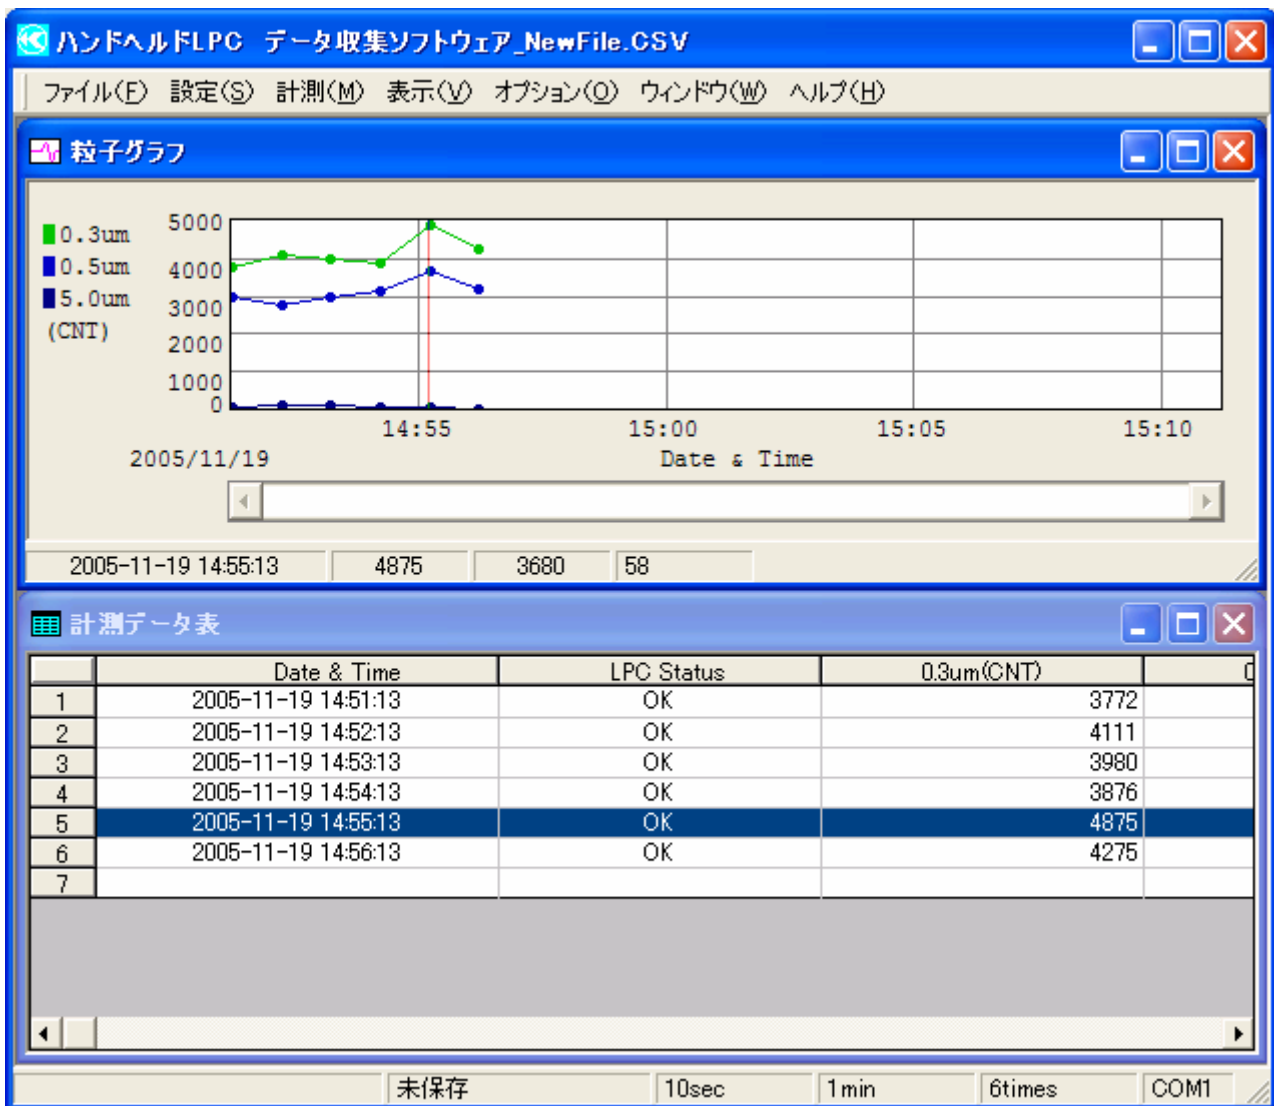 ハンドヘルドLPC データ収集ソフトウェア_NewFile.CSV
ファイル(F) 設定(S) 計測(M) 表示(V) オプション(O) ウィンドウ(W) ヘルプ(H)
粒子グラフ
0.3um
0.5um
5.0um
(CNT)
5000
4000
3000
2000
1000
0
14:55 15:00 15:05 15:10
2005/11/19 Date & Time
2005-11-19 14:55:13 4875 3680 58
計測データ表
Date & Time LPC Status 0.3um(CNT)
1 2005-11-19 14:51:13 OK 3772
2 2005-11-19 14:52:13 OK 4111
3 2005-11-19 14:53:13 OK 3980
4 2005-11-19 14:54:13 OK 3876
5 2005-11-19 14:55:13 OK 4875
6 2005-11-19 14:56:13 OK 4275
7
未保存 10sec 1min 6times COM1